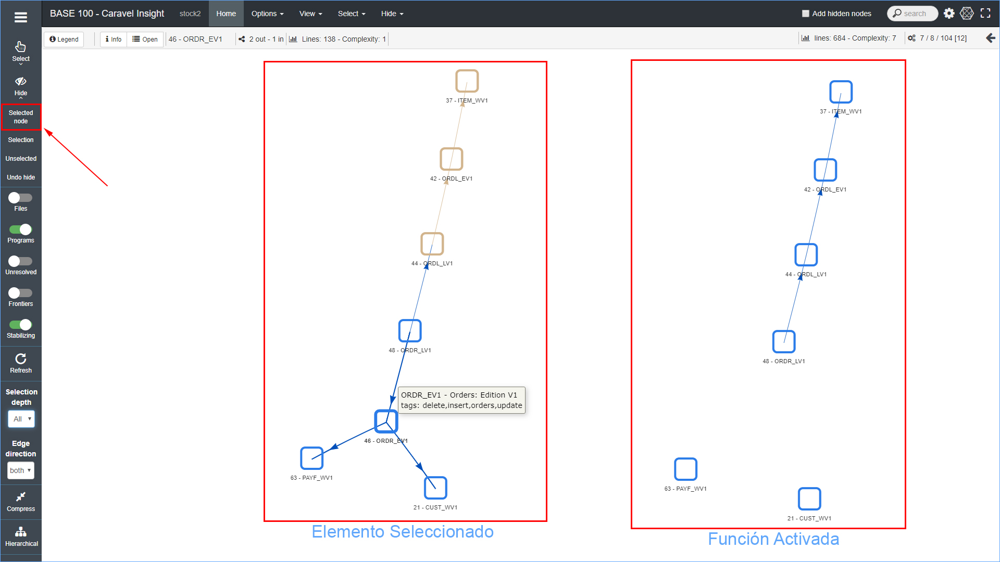 BASE 100 - Caravel Insight
stock2
Home
Options
View
Select
Hide
Add hidden nodes
search
Legend
Info
Open
46 - ORDR_EV1
2 out - 1 in
Lines: 138 - Complexity: 1
lines: 684 - Complexity: 7
7 / 8 / 104 [12]
Select
Hide
Selected
node
Selection
Unselected
Undo hide
Files
Programs
Unresolved
Frontiers
Stabilizing
Refresh
Selection
depth
All
Edge
direction
both
Compress
Hierarchical
37 - ITEM_WV1
42 - ORDL_EV1
44 - ORDL_LV1
48 - ORDR_LV1
ORDR_EV1 - Orders: Edition V1
tags: delete,insert,orders,update
46 - ORDR_EV1
63 - PAYF_WV1
21 - CUST_WV1
Elemento Seleccionado
37 - ITEM_WV1
42 - ORDL_EV1
44 - ORDL_LV1
48 - ORDR_LV1
63 - PAYF_WV1
21 - CUST_WV1
Función Activada